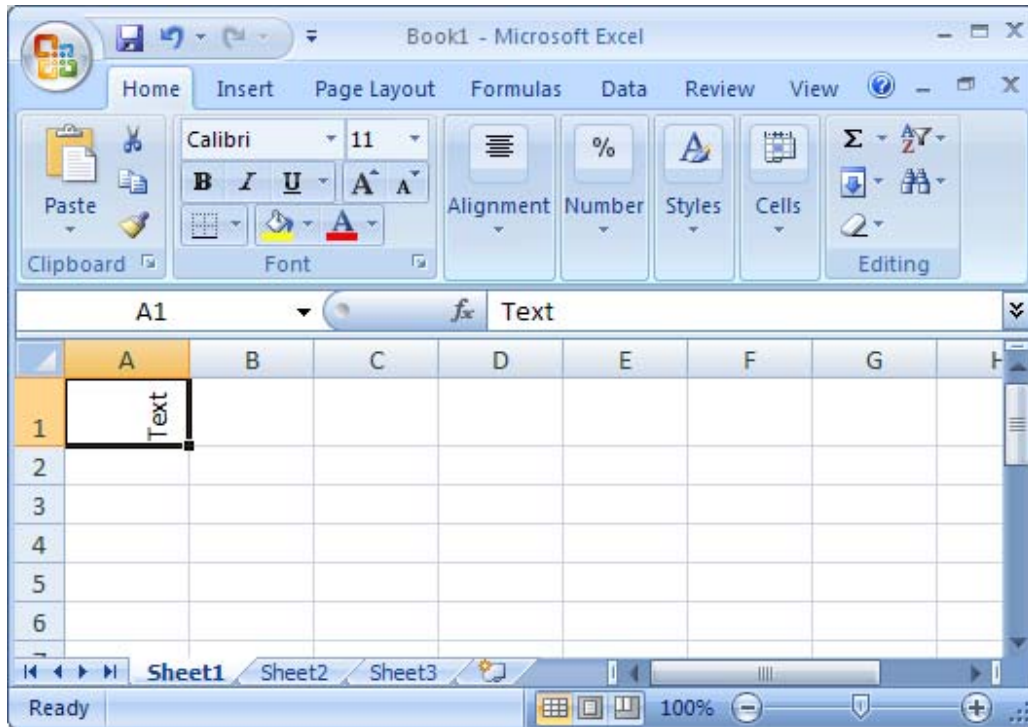 Book1 - Microsoft Excel
Home Insert Page Layout Formulas Data Review View
Calibri 11
B I U A A
A
Paste
Clipboard
Font
Alignment
%
Number
A
Styles
Cells
Σ A Z
Editing
A1 fx Text
A B C D E F G H
1 Text
2
3
4
5
6
Sheet1 Sheet2 Sheet3
Ready 100%